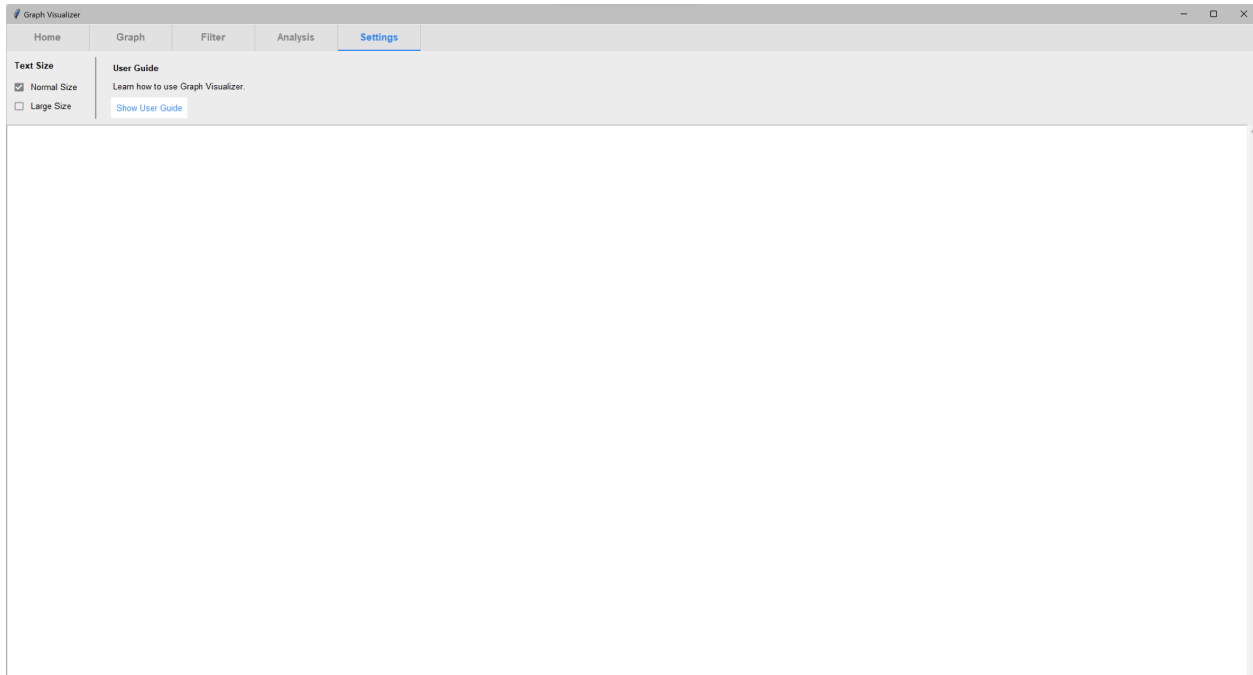 Graph Visualizer
Home Graph Filter Analysis Settings
Text Size
Normal Size
Large Size
User Guide
Learn how to use Graph Visualizer.
Show User Guide